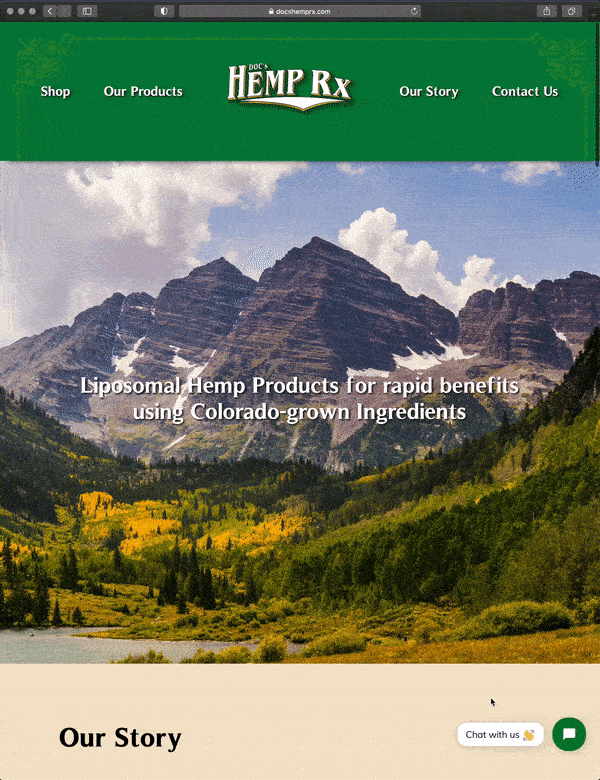 docshemprx.com
Shop
Our Products
DOC'S
HEMP RX
Our Story
Contact Us
Liposomal Hemp Products for rapid benefits
using Colorado-grown Ingredients
Our Story
Chat with us 👋